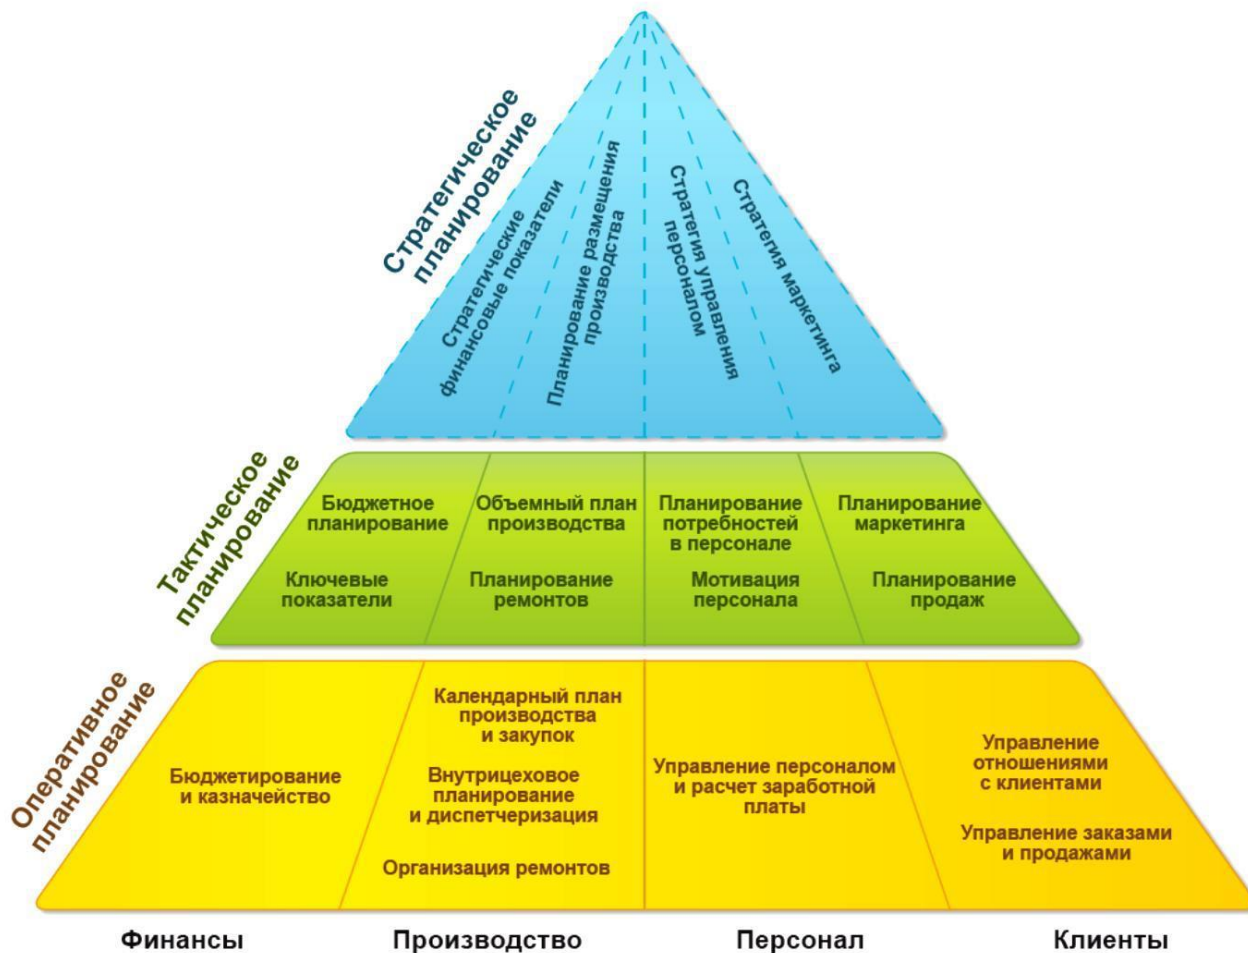 Стратегическое
планирование
Стратегические
финансовые показатели
Планирование размещения
производства
Стратегия управления
персоналом
Стратегия маркетинга
Тактическое
планирование
Бюджетное
планирование
Ключевые
показатели
Объемный план
производства
Планирование
ремонтов
Планирование
потребностей
в персонале
Мотивация
персонала
Планирование
маркетинга
Планирование
продаж
Оперативное
планирование
Бюджетирование
и казначейство
Календарный план
производства
и закупок
Внутрицеховое
планирование
и диспетчеризация
Организация ремонтов
Управление персоналом
и расчет заработной
платы
Управление
отношениями
с клиентами
Управление заказами
и продажами
Финансы
Производство
Персонал
Клиенты